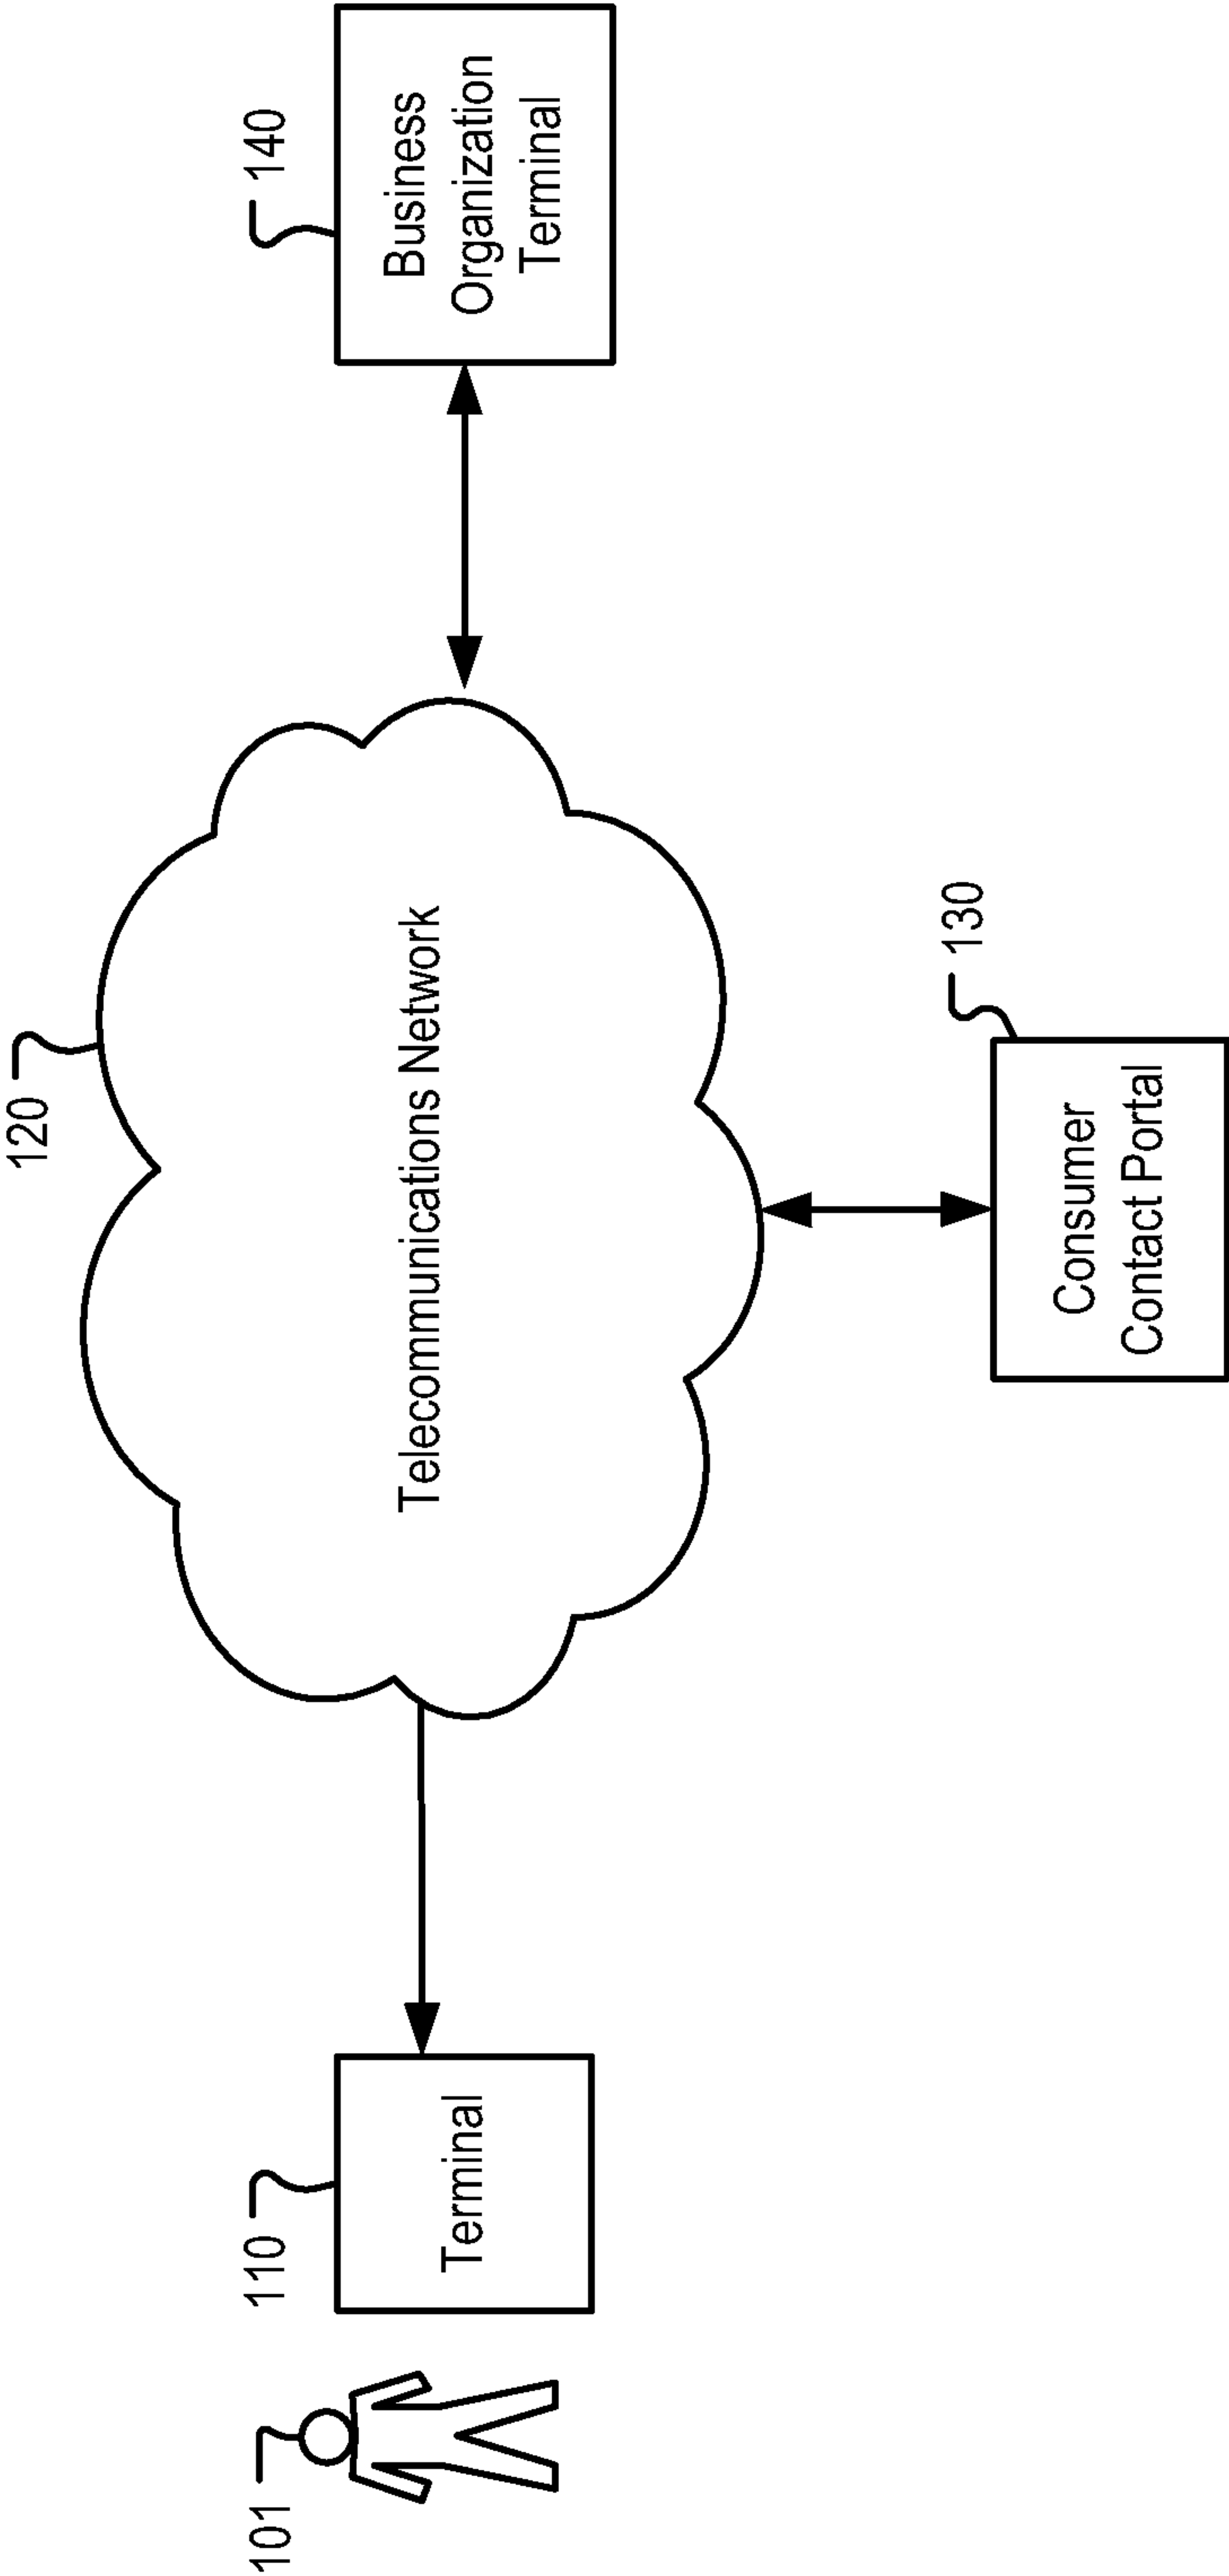 120
140
Business
Organization
Terminal
Telecommunications Network
110
Terminal
101
130
Consumer
Contact Portal